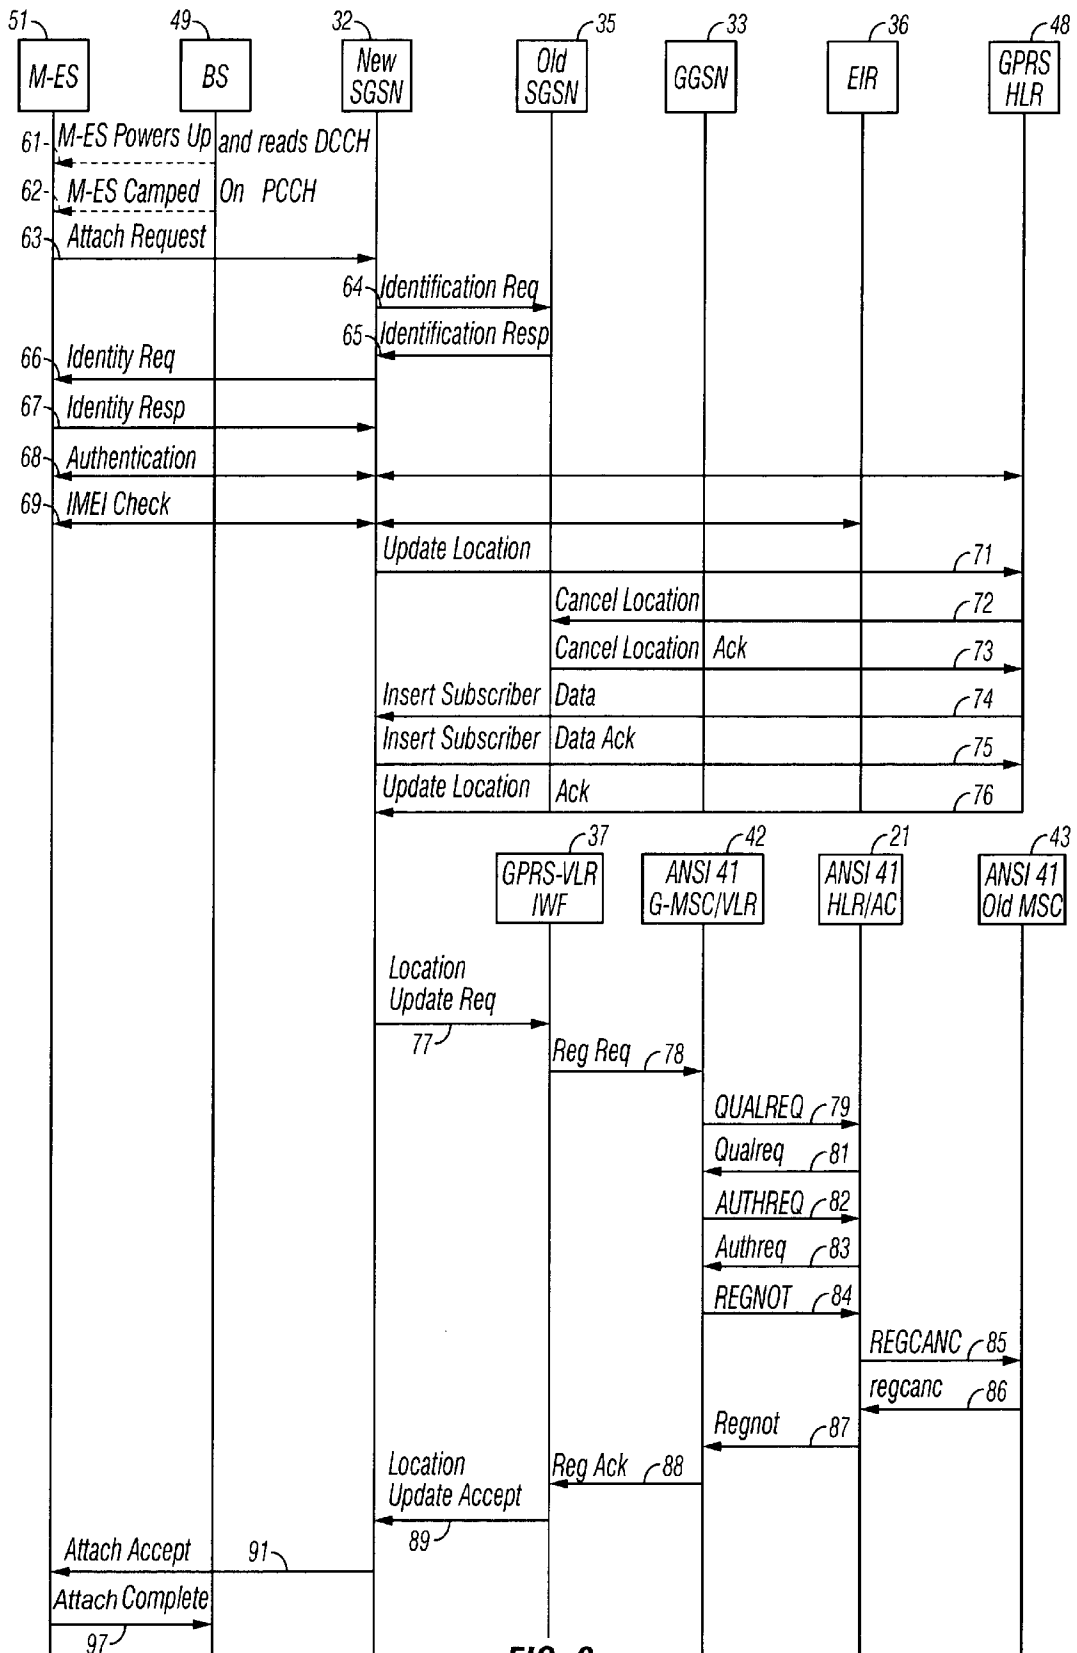 51 49 32 35 33 36 48
M-ES BS New SGSN Old SGSN GGSN EIR GPRS HLR
61 M-ES Powers Up and reads DCCH
62 M-ES Camped On PCCH
63 Attach Request
64 Identification Req
65 Identification Resp
66 Identity Req
67 Identity Resp
68 Authentication
69 IMEI Check
Update Location 71
Cancel Location 72
Cancel Location Ack 73
Insert Subscriber Data 74
Insert Subscriber Data Ack 75
Update Location Ack 76
37 42 21 43
GPRS-VLR IWF ANSI 41 G-MSC/VLR ANSI 41 HLR/AC ANSI 41 Old MSC
Location
Update Req
77
Reg Req 78
QUALREQ 79
Qualreq 81
AUTHREQ 82
Authreq 83
REGNOT 84
REGCANC 85
regcanc 86
Regnot 87
Reg Ack 88
Location
Update Accept
89
Attach Accept 91
Attach Complete
97